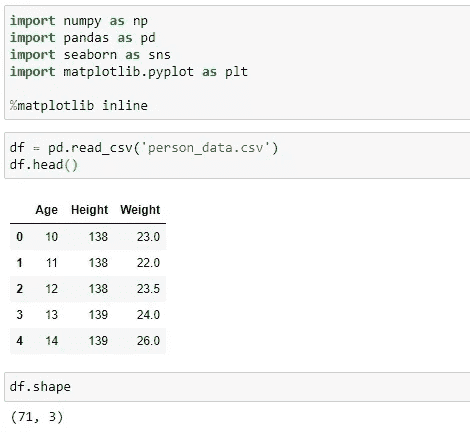 import numpy as np
import pandas as pd
import seaborn as sns
import matplotlib.pyplot as plt
%matplotlib inline
df = pd.read_csv('person_data.csv')
df.head()
Age Height Weight
0 10 138 23.0
1 11 138 22.0
2 12 138 23.5
3 13 139 24.0
4 14 139 26.0
df.shape
(71, 3)